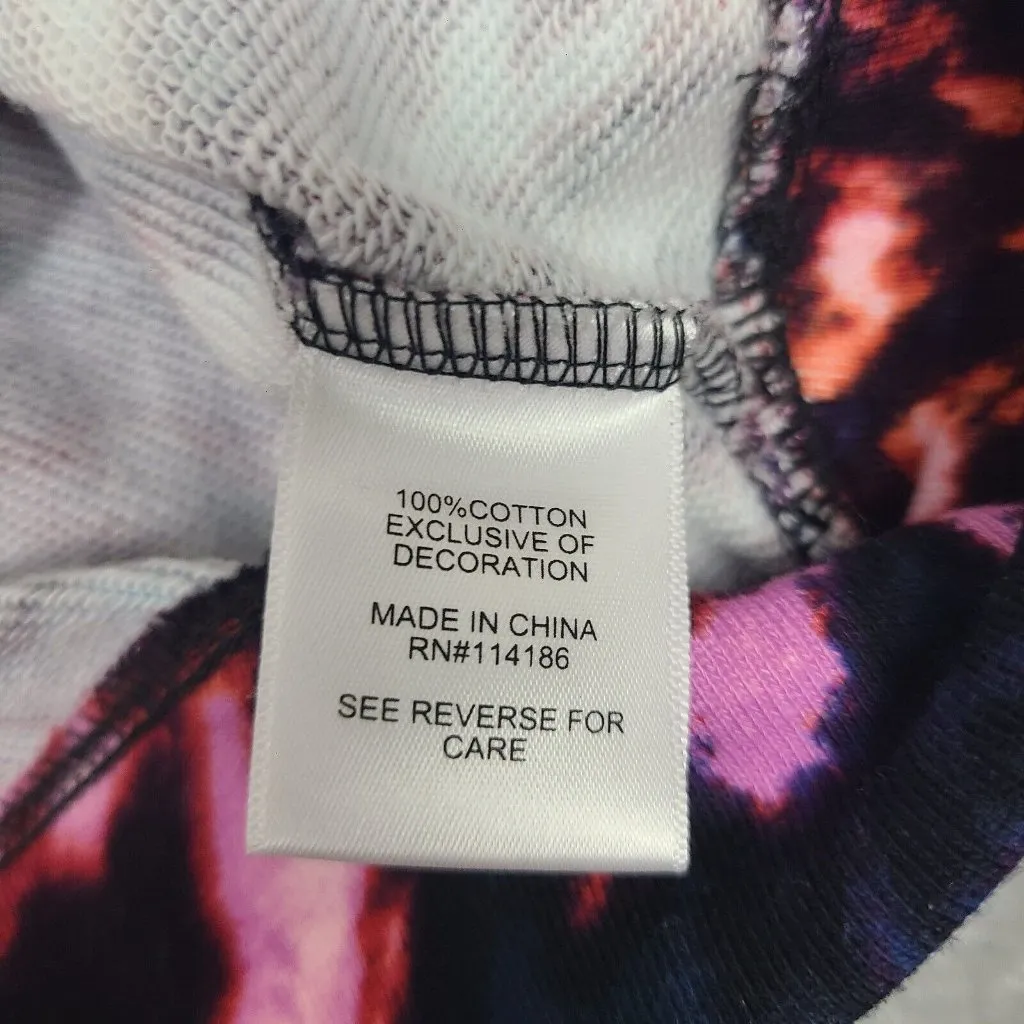 100%COTTON
EXCLUSIVE OF
DECORATION
MADE IN CHINA
RN#114186
SEE REVERSE FOR
CARE